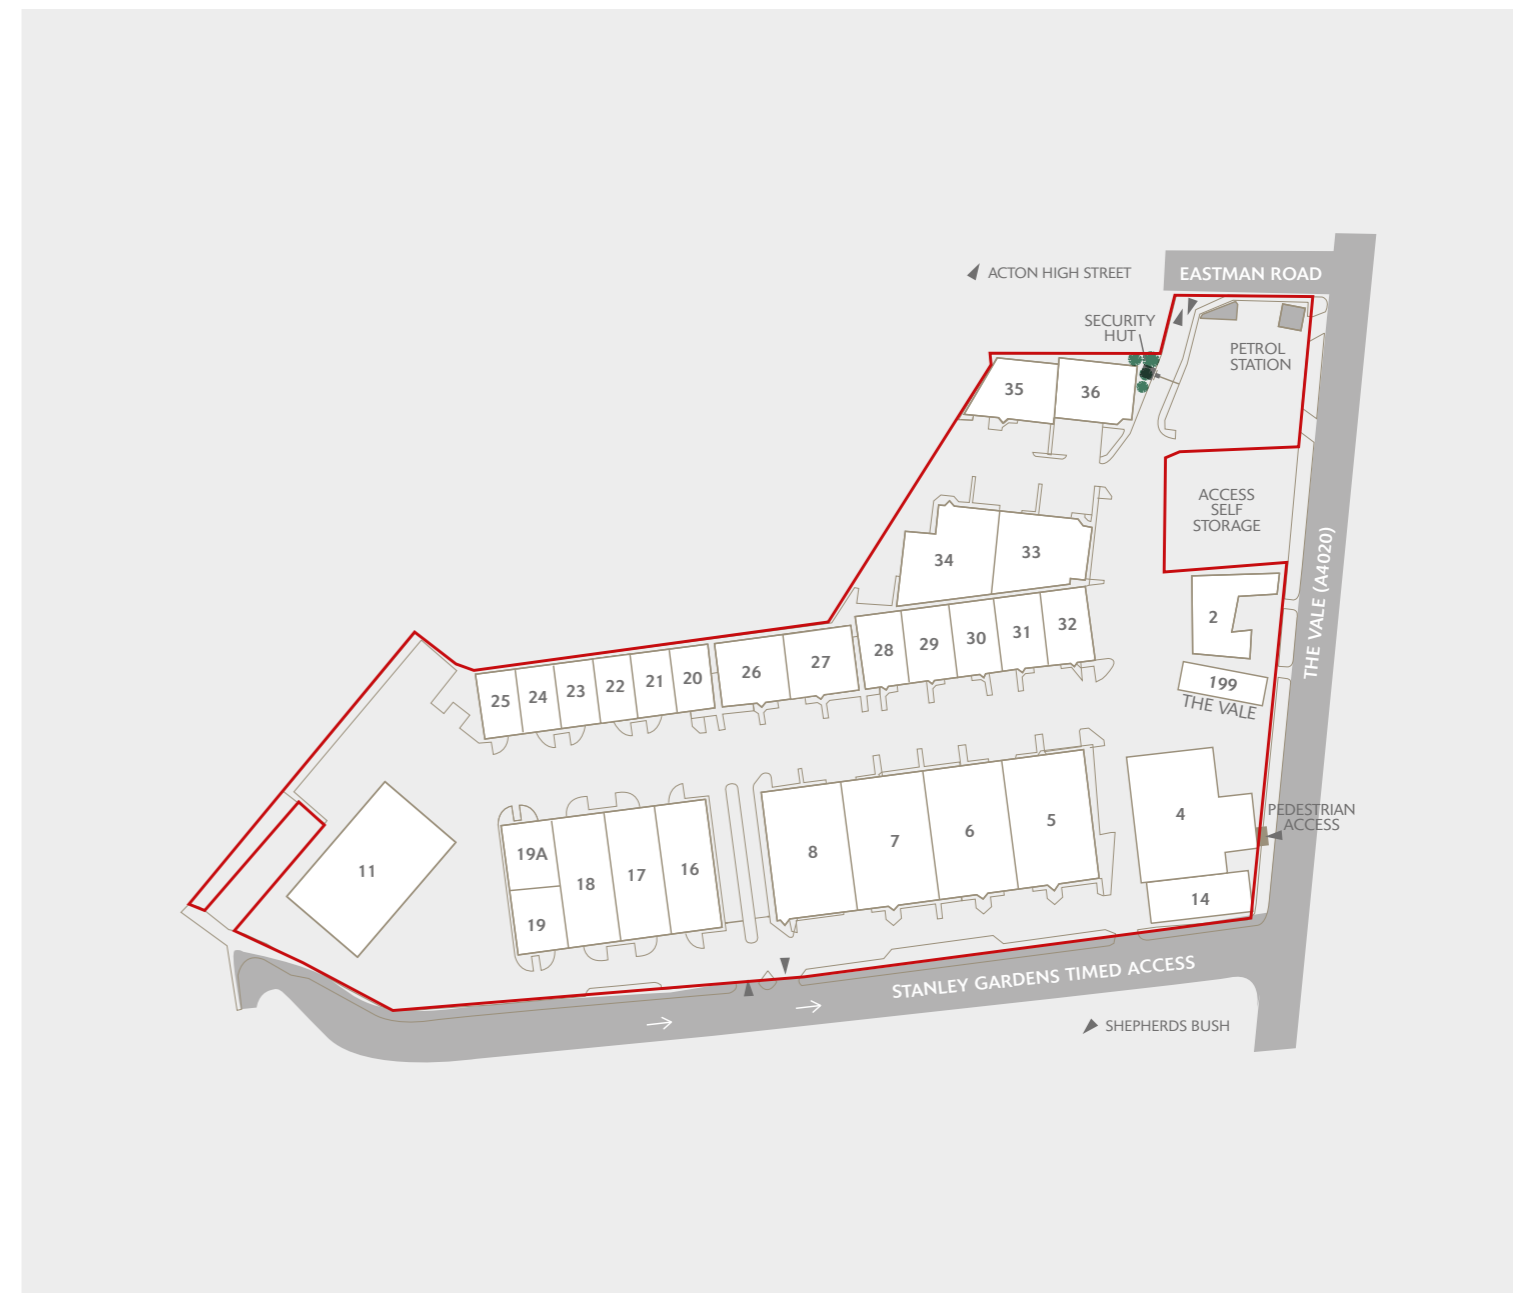 EASTMAN ROAD
ACTON HIGH STREET
SECURITY
HUT
PETROL
STATION
35
36
ACCESS
SELF
STORAGE
THE VALE (A4020)
34
33
2
28
29
30
31
32
26
27
25
24
23
22
21
20
199
THE VALE
4
PEDESTRIAN
ACCESS
8
7
6
5
11
19A
18
17
16
19
14
STANLEY GARDENS TIMED ACCESS
SHEPHERDS BUSH